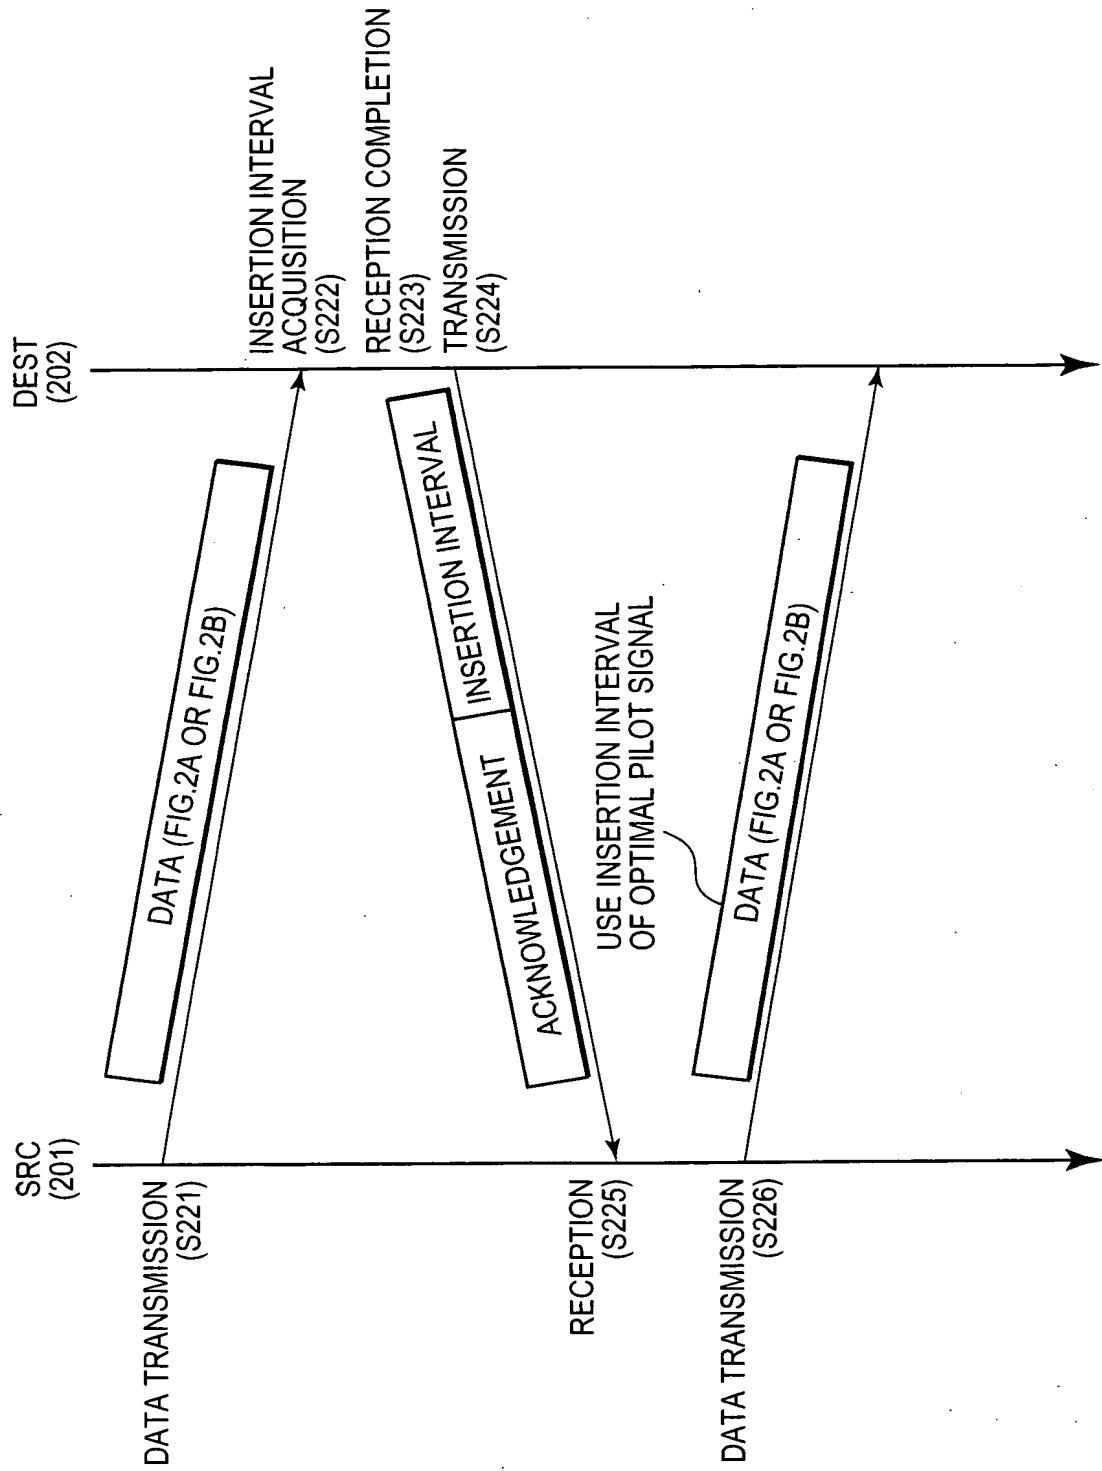 SRC
(201)
DEST
(202)
DATA TRANSMISSION
(S221)
DATA (FIG.2A OR FIG.2B)
INSERTION INTERVAL
ACQUISITION
(S222)
RECEPTION COMPLETION
(S223)
TRANSMISSION
(S224)
ACKNOWLEDGEMENT
INSERTION INTERVAL
RECEPTION
(S225)
USE INSERTION INTERVAL
OF OPTIMAL PILOT SIGNAL
DATA TRANSMISSION
(S226)
DATA (FIG.2A OR FIG.2B)